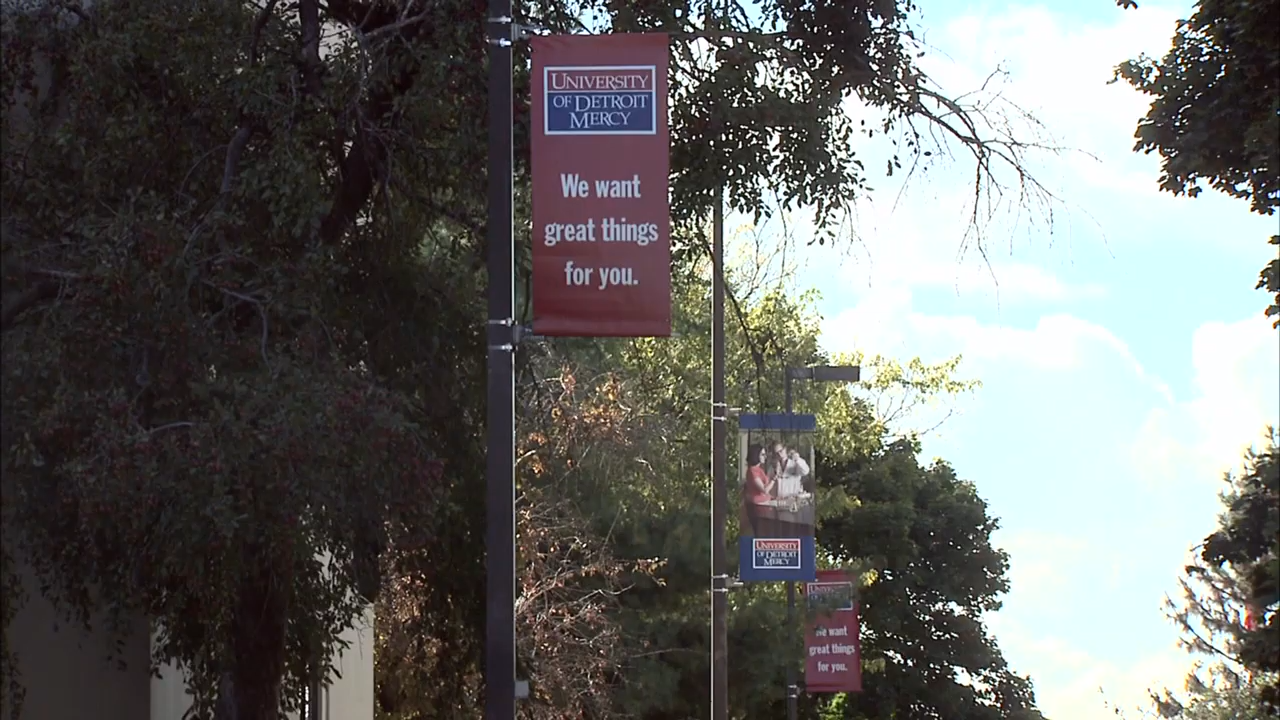 UNIVERSITY
OF DETROIT
MERCY
We want
great things
for you.
UNIVERSITY
OF DETROIT
MERCY
UNIVERSITY
We want
great things
for you.